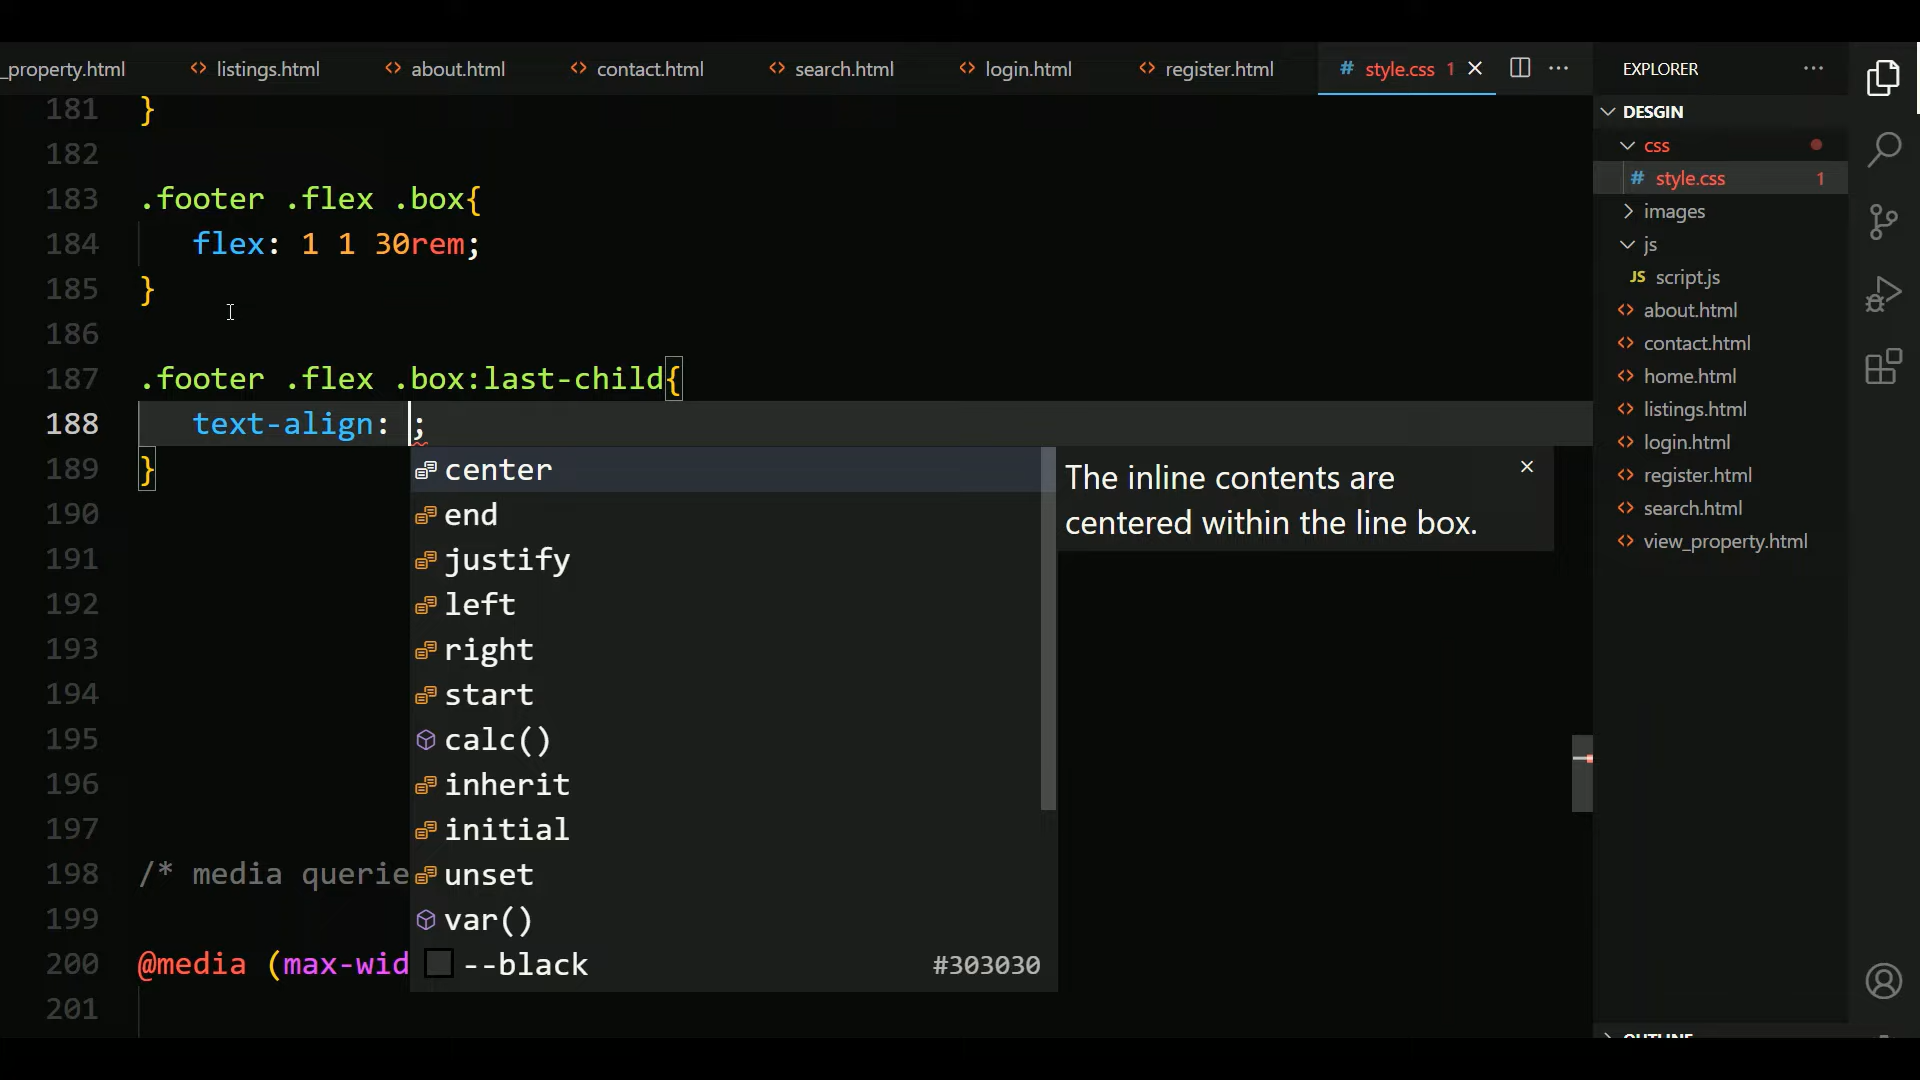 _property.html
listings.html
about.html
contact.html
search.html
login.html
register.html
# style.css 1
EXPLORER
DESGIN
css
# style.css 1
images
js
JS script.js
about.html
contact.html
home.html
listings.html
login.html
register.html
search.html
view_property.html
181 }
182
183 .footer .flex .box{
184 flex: 1 1 30rem;
185 }
186
187 .footer .flex .box:last-child{
188 text-align: ;
189 }
190
191
192
193
194
195
196
197
198 /* media querie
199
200 @media (max-wid
201
center
end
justify
left
right
start
calc()
inherit
initial
unset
var()
--black #303030
The inline contents are
centered within the line box.